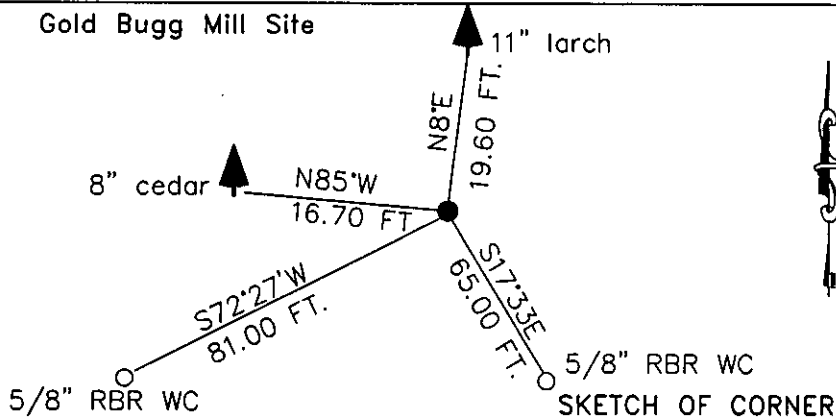 Gold Bugg Mill Site
11" larch
N8°E
19.60 FT.
8" cedar
N85°W
16.70 FT
S72°27'W
81.00 FT.
S17°33E
65.00 FT.
5/8" RBR WC
5/8" RBR WC
SKETCH OF CORNER